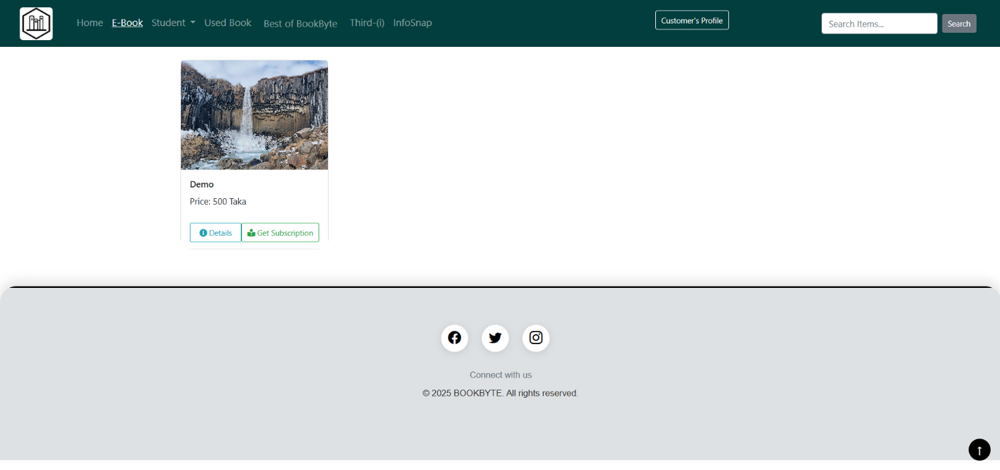 Home E-Book Student Used Book Best of BookByte Third-(i) InfoSnap Customer's Profile Search Items... Search
Demo
Price: 500 Taka
Details Get Subscription
Connect with us
© 2025 BOOKBYTE. All rights reserved.